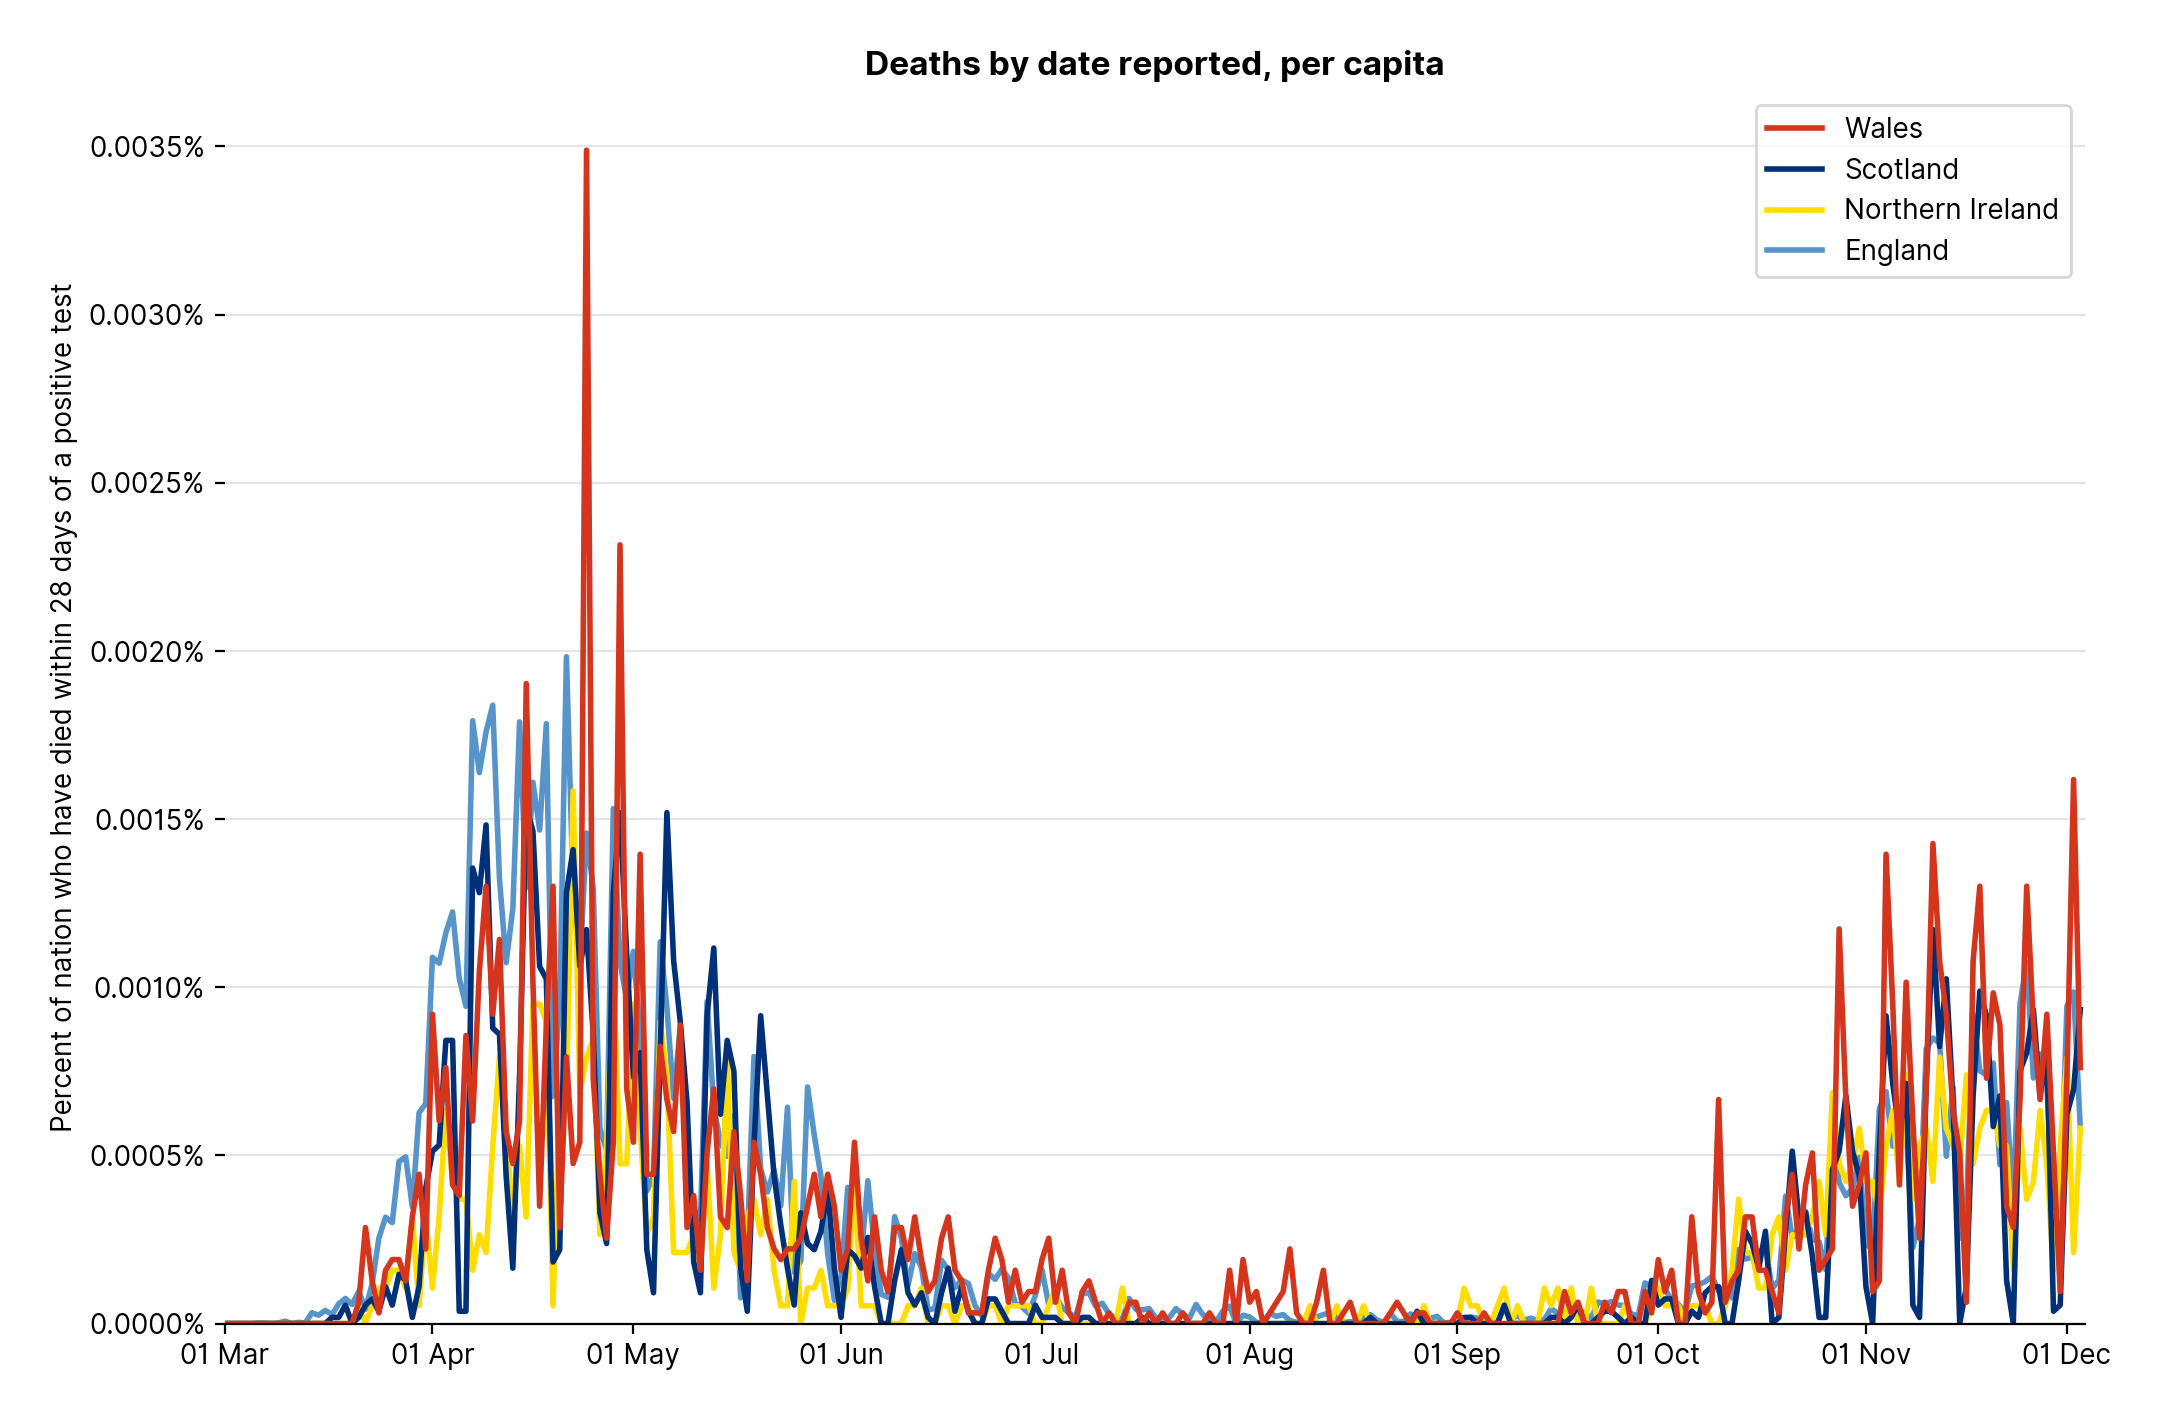 Deaths by date reported, per capita
Wales
Scotland
Northern Ireland
England
Percent of nation who have died within 28 days of a positive test
0.0035%
0.0030%
0.0025%
0.0020%
0.0015%
0.0010%
0.0005%
0.0000%
01 Mar 01 Apr 01 May 01 Jun 01 Jul 01 Aug 01 Sep 01 Oct 01 Nov 01 Dec